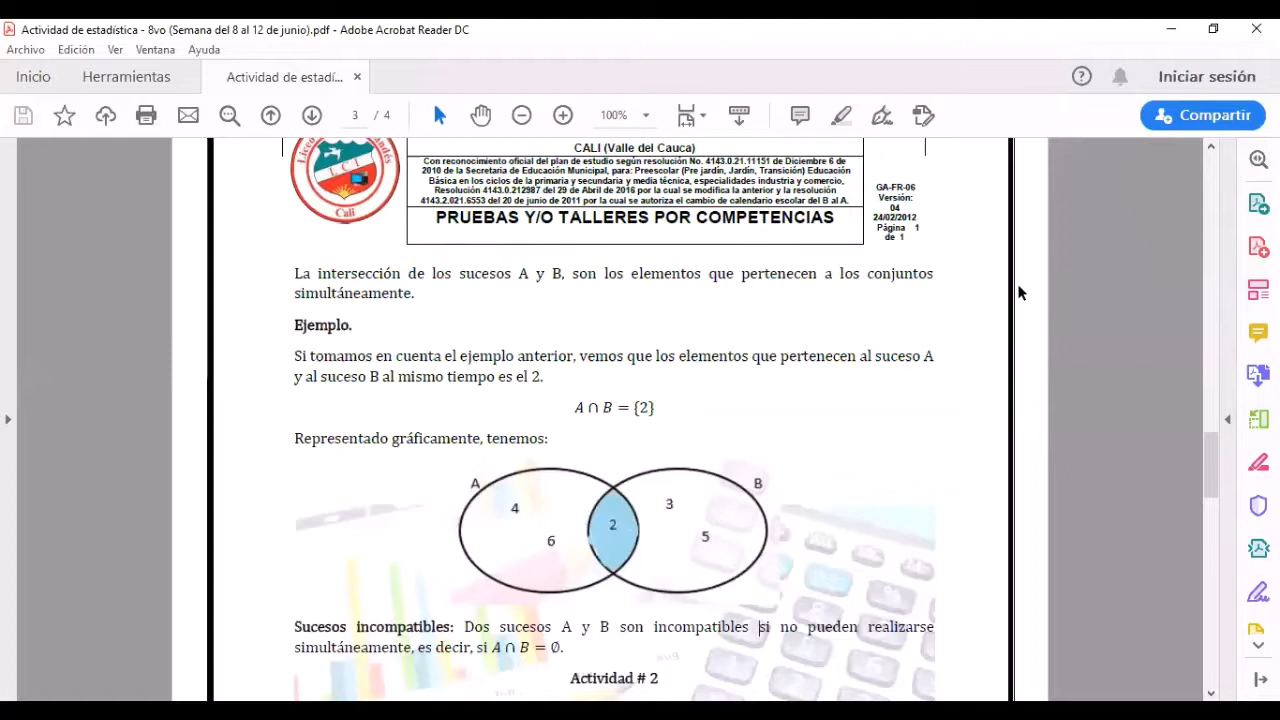 Actividad de estadística - 8vo (Semana del 8 al 12 de junio).pdf - Adobe Acrobat Reader DC
Archivo Edición Ver Ventana Ayuda
Inicio Herramientas Actividad de estadí... × Iniciar sesión
3 / 4 100% Compartir
CALI (Valle del Cauca)
Con reconocimiento oficial del plan de estudio según resolución No. 4143.0.21.11151 de Diciembre 6 de
2010 de la Secretaria de Educación Municipal, para: Preescolar (Pre jardín, Jardín, Transición) Educación
Básica en los ciclos de la primaria y secundaria y media técnica, especialidades industria y comercio,
Resolución 4143.0.212987 del 29 de Abril de 2016 por la cual se modifica la anterior y la resolución
4143.2.021.6553 del 20 de junio de 2011 por la cual se autoriza el cambio de calendario escolar del B al A.
PRUEBAS Y/O TALLERES POR COMPETENCIAS
GA-FR-06
Versión:
04
24/02/2012
Página 1
de 1
L.C.I
Cali
La intersección de los sucesos A y B, son los elementos que pertenecen a los conjuntos
simultáneamente.
Ejemplo.
Si tomamos en cuenta el ejemplo anterior, vemos que los elementos que pertenecen al suceso A
y al suceso B al mismo tiempo es el 2.
A ∩ B = {2}
Representado gráficamente, tenemos:
A B
4 3
2
6 5
Sucesos incompatibles: Dos sucesos A y B son incompatibles si no pueden realizarse
simultáneamente, es decir, si A ∩ B = ∅.
Actividad # 2